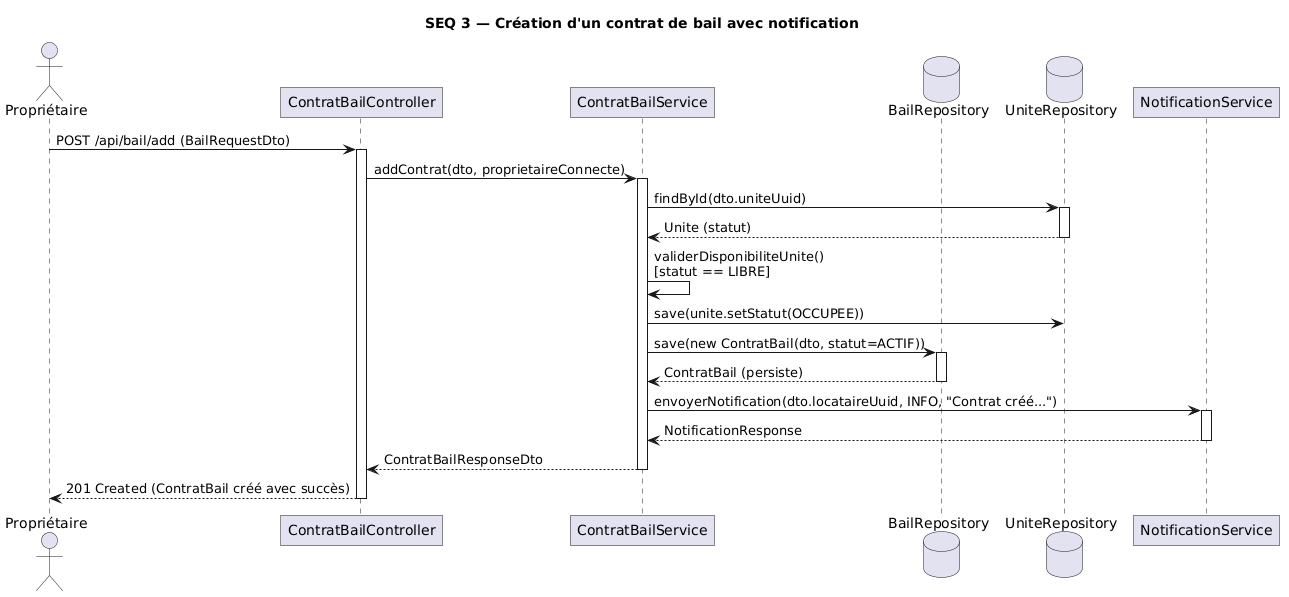 SEQ 3 — Création d'un contrat de bail avec notification
Propriétaire
ContratBailController
ContratBailService
BailRepository
UniteRepository
NotificationService
POST /api/bail/add (BailRequestDto)
addContrat(dto, proprietaireConnecte)
findById(dto.uniteUuid)
Unite (statut)
validerDisponibiliteUnite()
[statut == LIBRE]
save(unite.setStatut(OCCUPEE))
save(new ContratBail(dto, statut=ACTIF))
ContratBail (persiste)
envoyerNotification(dto.locataireUuid, INFO, "Contrat créé...")
NotificationResponse
ContratBailResponseDto
201 Created (ContratBail créé avec succès)
Propriétaire
ContratBailController
ContratBailService
BailRepository
UniteRepository
NotificationService